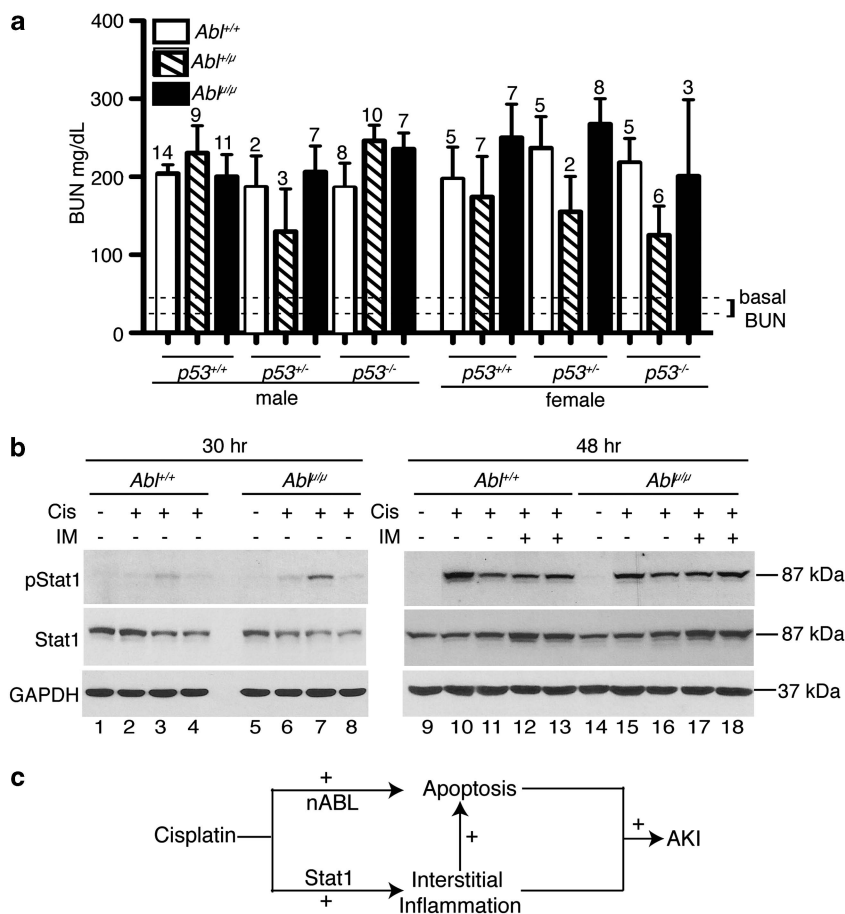 a
400
300
200
100
0
BUN mg/dL
Abl+/+
Abl+/μ
Ablμ/μ
14 9 11 2 3 7 8 10 7 5 7 7 5 2 8 5 6 3
basal
BUN
p53+/+ p53+/- p53-/- p53+/+ p53+/- p53-/-
male female
b
30 hr 48 hr
Abl+/+ Ablμ/μ Abl+/+ Ablμ/μ
Cis - + + + - + + + Cis - + + + + - + + + +
IM - - - - - - - - IM - - - + + - - - + +
pStat1 87 kDa
Stat1 87 kDa
GAPDH 37 kDa
1 2 3 4 5 6 7 8 9 10 11 12 13 14 15 16 17 18
c
+
nABL
Apoptosis
Cisplatin
+
+
AKI
Stat1
+
Interstitial
Inflammation